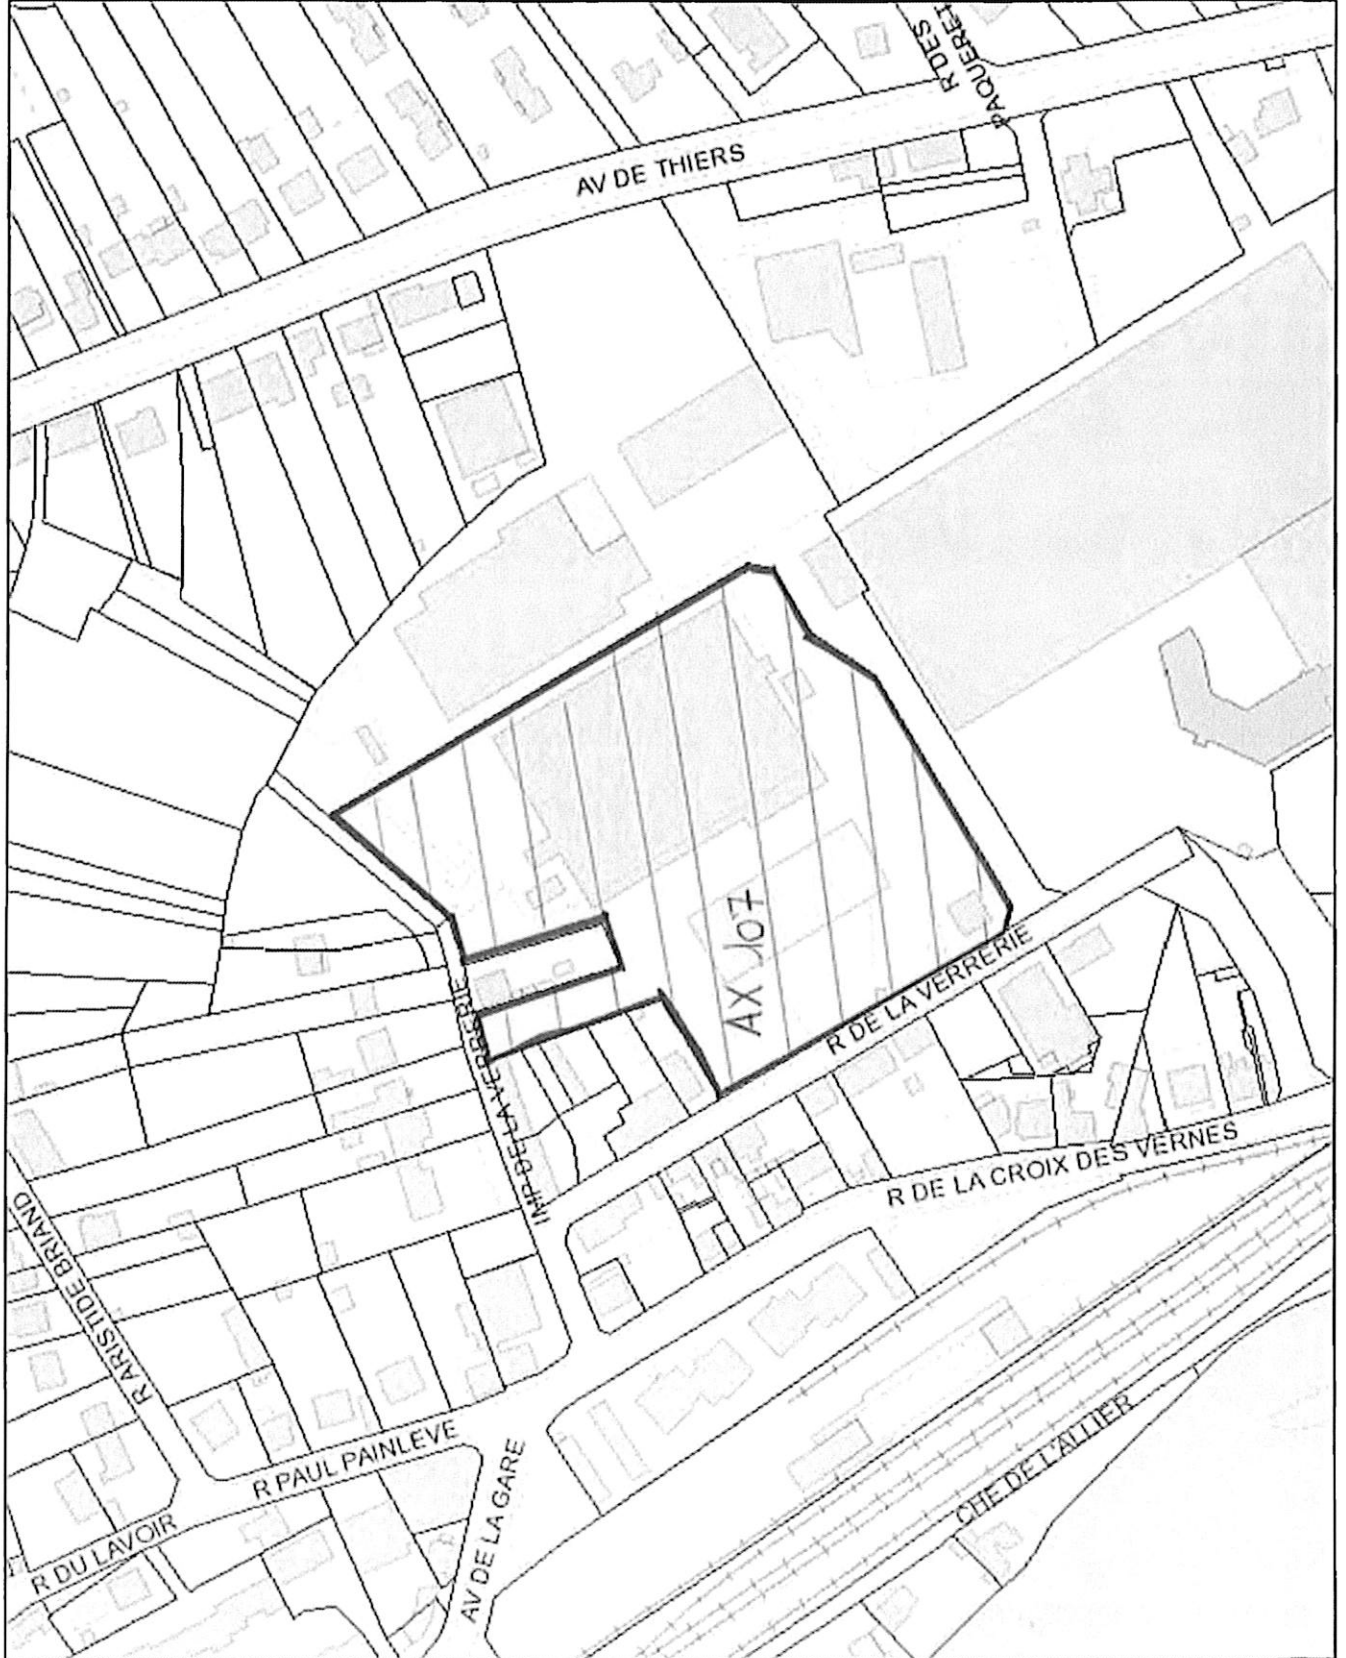 R DES
PAQUERET
AV DE THIERS
AX 107
R DE LA VERRERIE
IMP DE LA VERRERIE
R DE LA CROIX DES VERNES
R ARISTIDE BRIAND
R PAUL PAINLEVE
CHE DE L'ALLIER
AV DE LA GARE
R DU LAVOIR